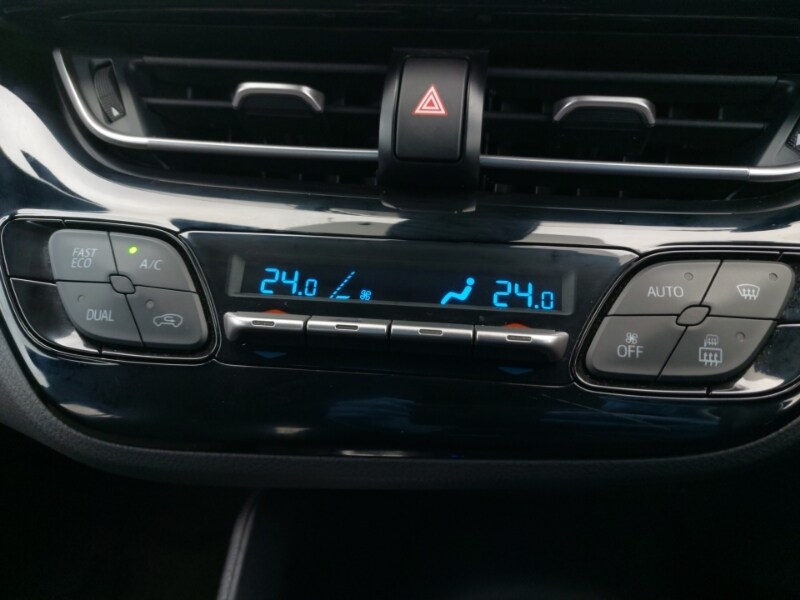 FAST
ECO
A/C
DUAL
24.0
24.0
AUTO
OFF